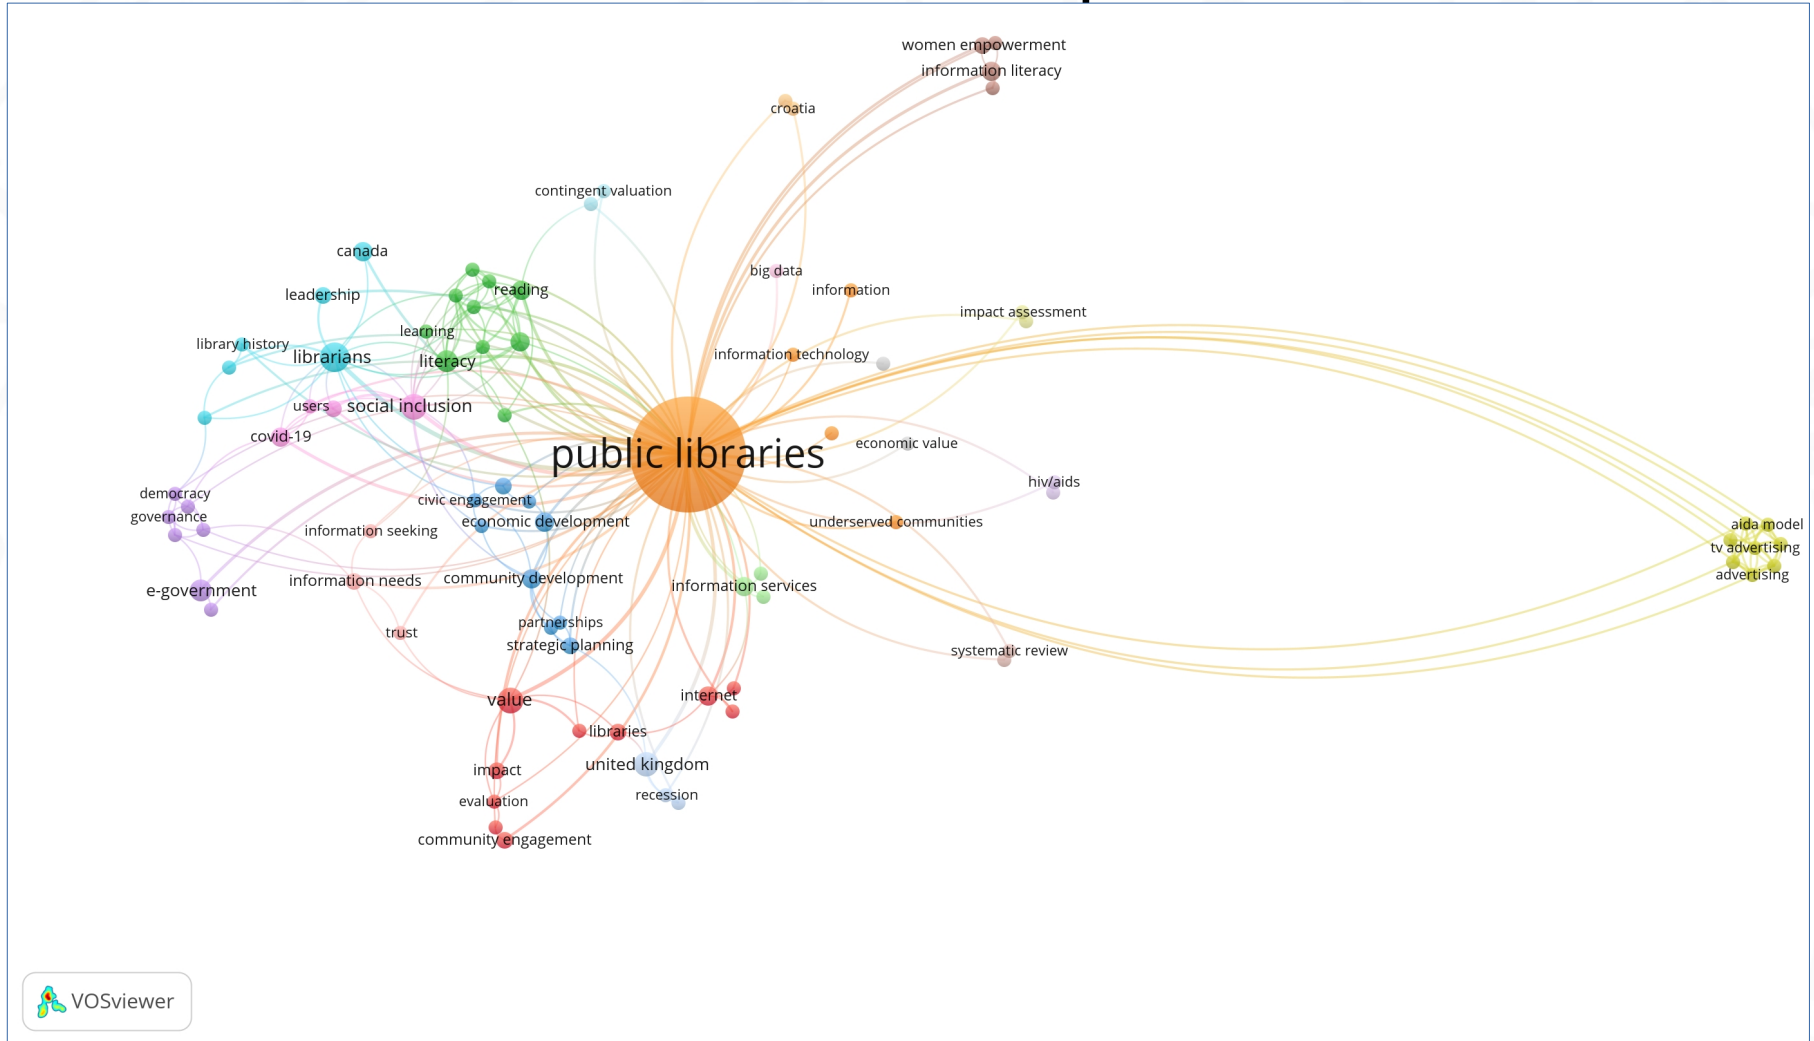 women empowerment
information literacy
croatia
contingent valuation
canada
big data
reading
information
leadership
impact assessment
learning
library history
information technology
librarians
literacy
users
social inclusion
covid-19
economic value
public libraries
hiv/aids
democracy
civic engagement
governance
economic development
underserved communities
aida model
information seeking
tv advertising
advertising
information needs
community development
information services
e-government
partnerships
trust
strategic planning
systematic review
internet
value
libraries
united kingdom
impact
recession
evaluation
community engagement
VOSviewer